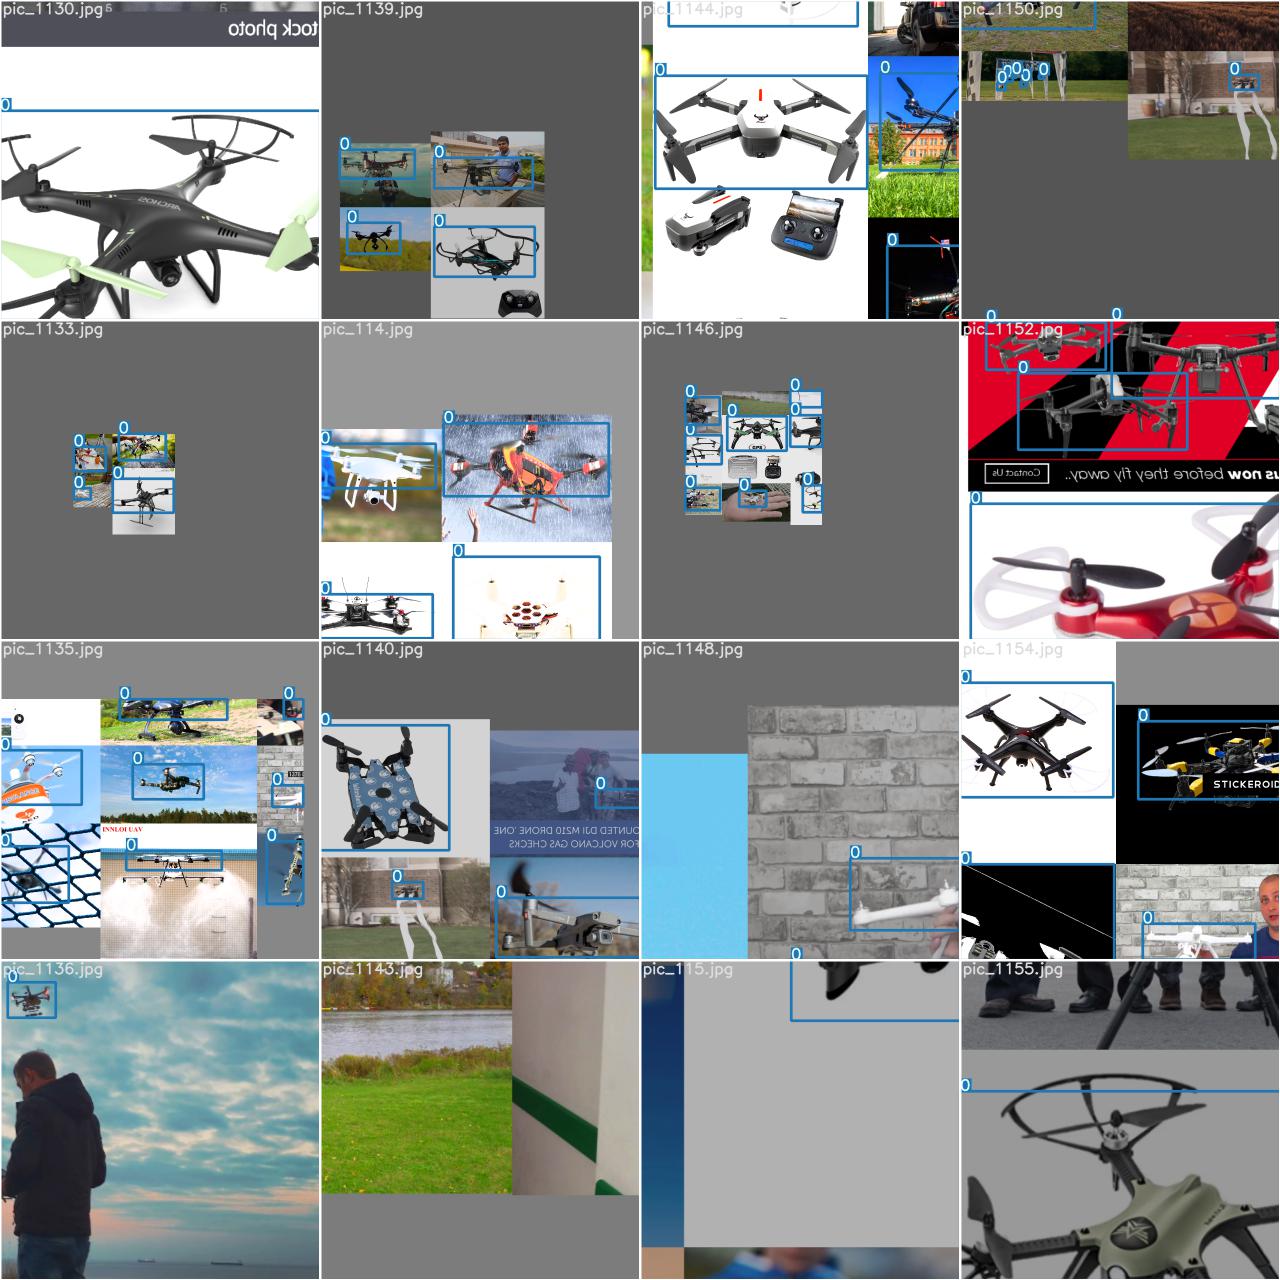 pic_1130.jpg
a
a
tock photo
0
pic_1139.jpg
0
0
0
0
pic_1144.jpg
0
0
0
pic_1150.jpg
0
0
0
0
0
pic_1133.jpg
0
0
0
0
pic_114.jpg
0
0
0
0
pic_1146.jpg
0
0
0
0
0
0
0
0
GPS
pic_1152.jpg
0
0
0
us now before they fly away..
Contact Us
0
pic_1135.jpg
0
0
0
0
0
INNLOI UAV
0
0
0
pic_1140.jpg
0
0
OUNTED DJI M210 DRONE 'ONE'
FOR VOLCANO GAS CHECKS
0
0
pic_1148.jpg
0
pic_1154.jpg
0
0
STICKEROID
0
0
pic_1136.jpg
0
pic_1143.jpg
pic_115.jpg
0
pic_1155.jpg
0